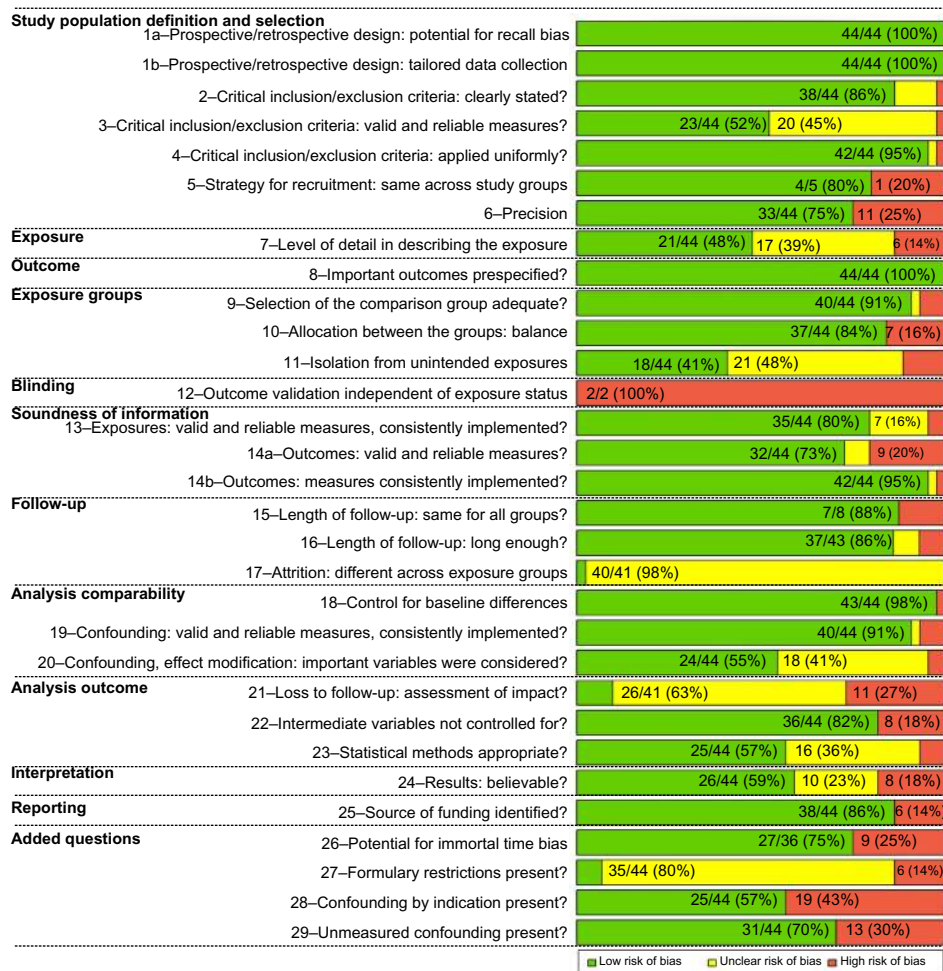 Study population definition and selection
1a–Prospective/retrospective design: potential for recall bias 44/44 (100%)
1b–Prospective/retrospective design: tailored data collection 44/44 (100%)
2–Critical inclusion/exclusion criteria: clearly stated? 38/44 (86%)
3–Critical inclusion/exclusion criteria: valid and reliable measures? 23/44 (52%) 20 (45%)
4–Critical inclusion/exclusion criteria: applied uniformly? 42/44 (95%)
5–Strategy for recruitment: same across study groups 4/5 (80%) 1 (20%)
6–Precision 33/44 (75%) 11 (25%)
Exposure
7–Level of detail in describing the exposure 21/44 (48%) 17 (39%) 6 (14%)
Outcome
8–Important outcomes prespecified? 44/44 (100%)
Exposure groups
9–Selection of the comparison group adequate? 40/44 (91%)
10–Allocation between the groups: balance 37/44 (84%) 7 (16%)
11–Isolation from unintended exposures 18/44 (41%) 21 (48%)
Blinding
12–Outcome validation independent of exposure status 2/2 (100%)
Soundness of information
13–Exposures: valid and reliable measures, consistently implemented? 35/44 (80%) 7 (16%)
14a–Outcomes: valid and reliable measures? 32/44 (73%) 9 (20%)
14b–Outcomes: measures consistently implemented? 42/44 (95%)
Follow-up
15–Length of follow-up: same for all groups? 7/8 (88%)
16–Length of follow-up: long enough? 37/43 (86%)
17–Attrition: different across exposure groups 40/41 (98%)
Analysis comparability
18–Control for baseline differences 43/44 (98%)
19–Confounding: valid and reliable measures, consistently implemented? 40/44 (91%)
20–Confounding, effect modification: important variables were considered? 24/44 (55%) 18 (41%)
Analysis outcome
21–Loss to follow-up: assessment of impact? 26/41 (63%) 11 (27%)
22–Intermediate variables not controlled for? 36/44 (82%) 8 (18%)
23–Statistical methods appropriate? 25/44 (57%) 16 (36%)
Interpretation
24–Results: believable? 26/44 (59%) 10 (23%) 8 (18%)
Reporting
25–Source of funding identified? 38/44 (86%) 6 (14%)
Added questions
26–Potential for immortal time bias 27/36 (75%) 9 (25%)
27–Formulary restrictions present? 35/44 (80%) 6 (14%)
28–Confounding by indication present? 25/44 (57%) 19 (43%)
29–Unmeasured confounding present? 31/44 (70%) 13 (30%)
Low risk of bias Unclear risk of bias High risk of bias